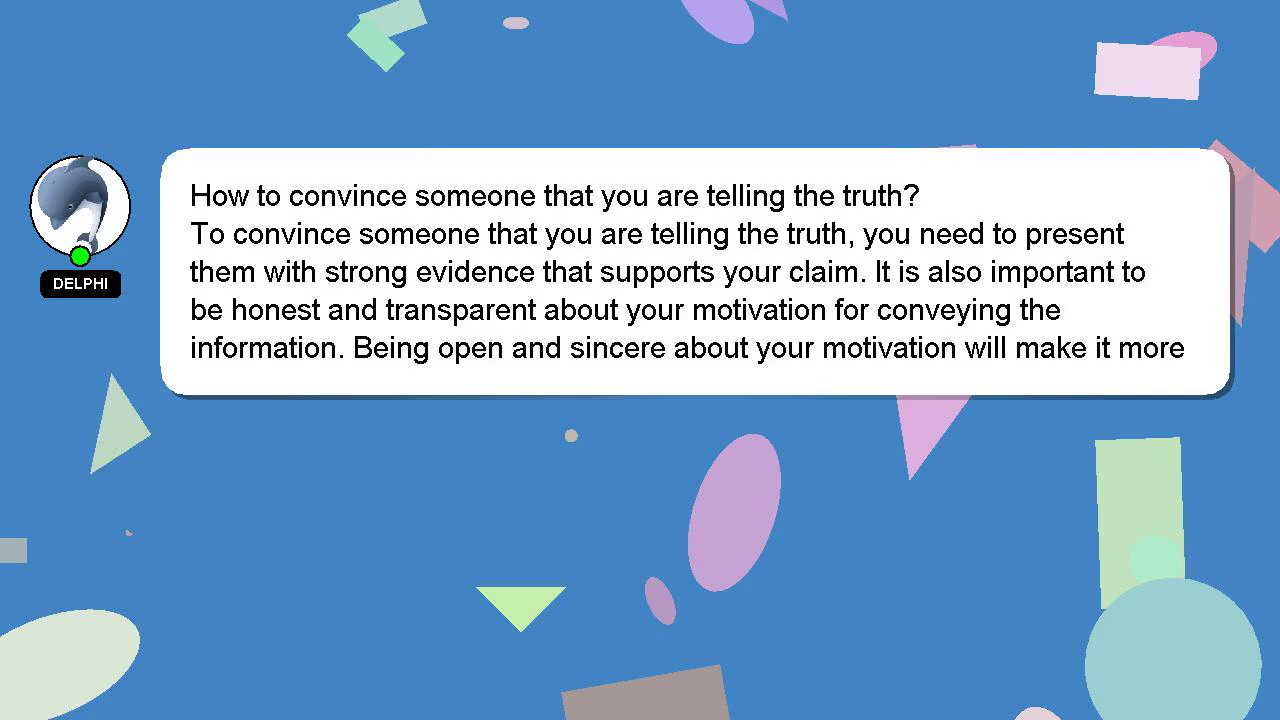 How to convince someone that you are telling the truth?
To convince someone that you are telling the truth, you need to present
them with strong evidence that supports your claim. It is also important to
be honest and transparent about your motivation for conveying the
information. Being open and sincere about your motivation will make it more
DELPHI